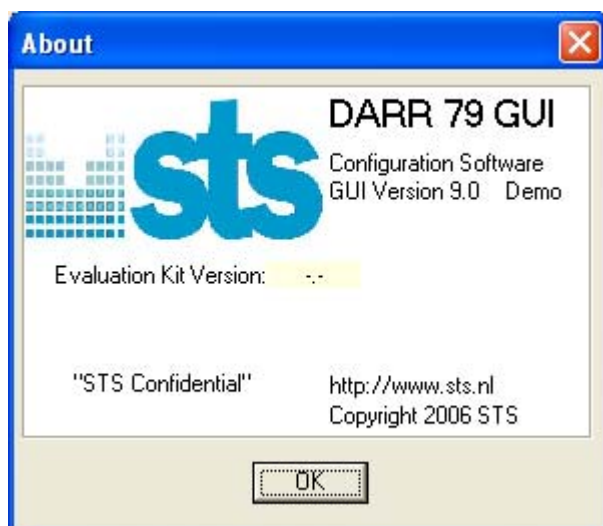 About
sts
DARR 79 GUI
Configuration Software
GUI Version 9.0 Demo
Evaluation Kit Version: -.-
"STS Confidential"
http://www.sts.nl
Copyright 2006 STS
OK